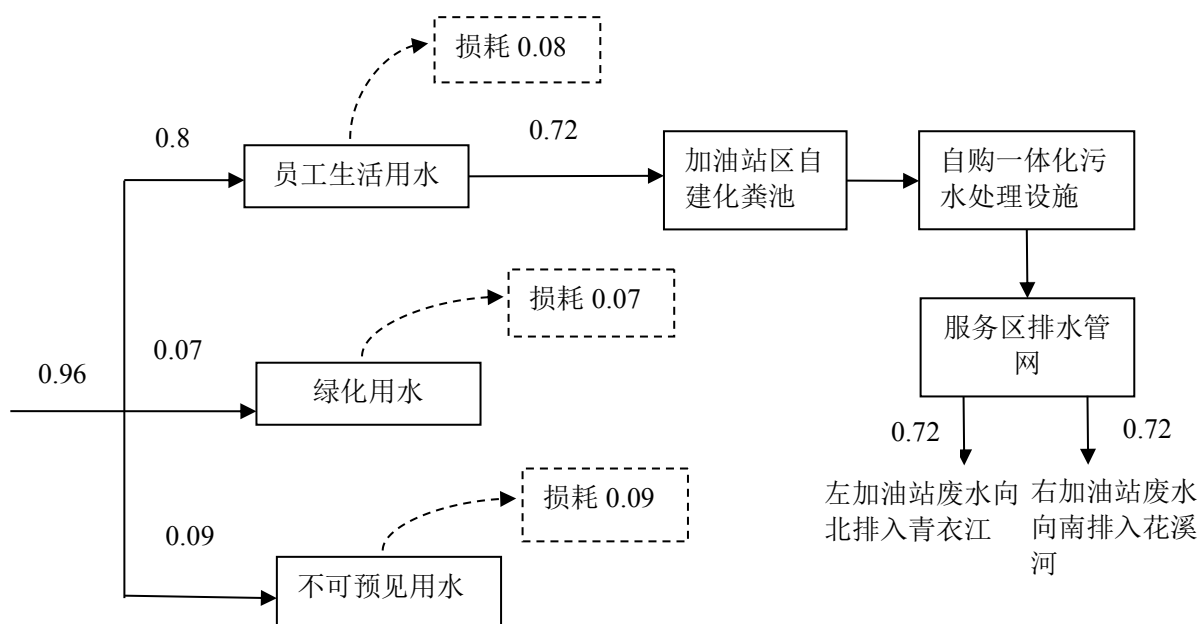 损耗 0.08
0.8
0.72
员工生活用水
加油站区自
建化粪池
自购一体化污
水处理设施
损耗 0.07
0.07
0.96
绿化用水
服务区排水管
网
0.72
0.72
损耗 0.09
0.09
左加油站废水向
北排入青衣江
右加油站废水
向南排入花溪
河
不可预见用水